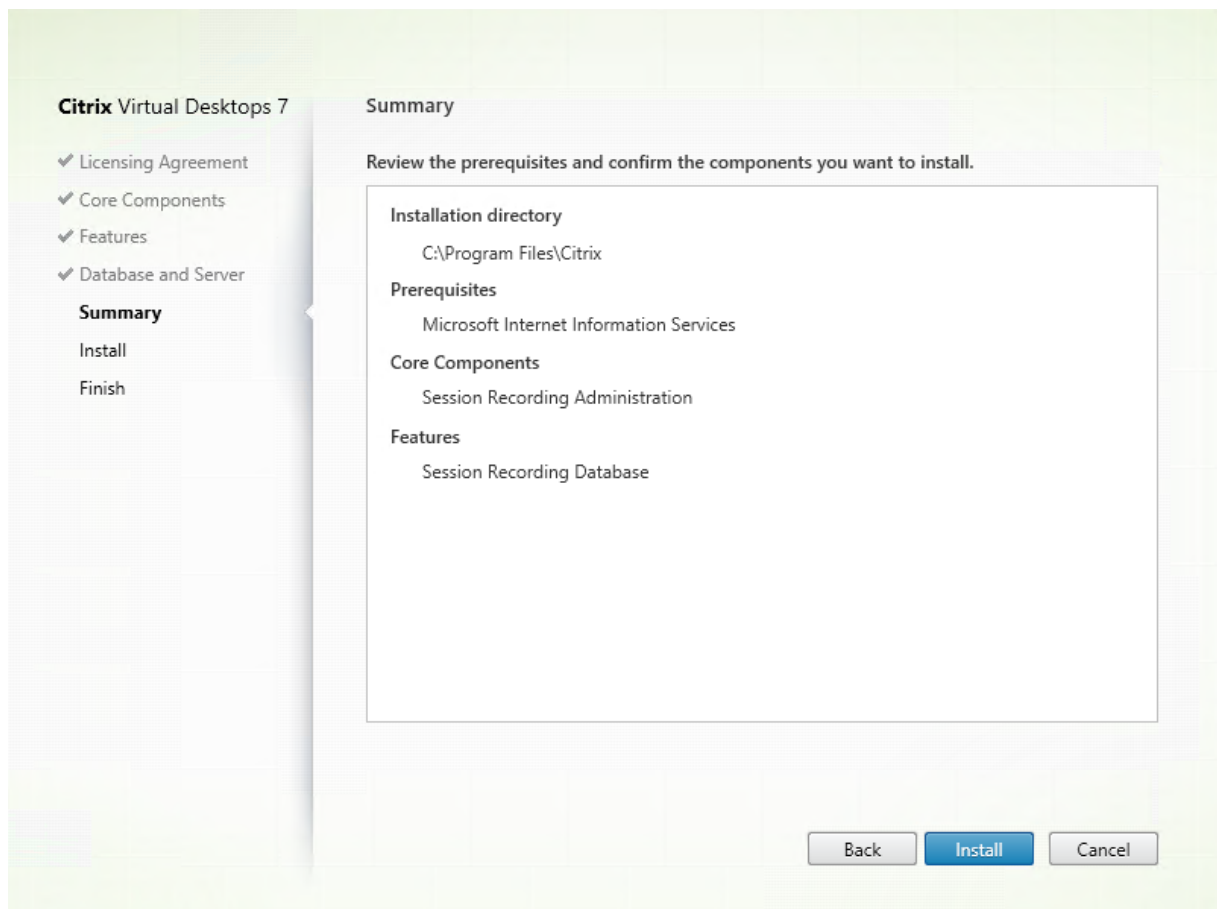 Citrix Virtual Desktops 7
✔ Licensing Agreement
✔ Core Components
✔ Features
✔ Database and Server
Summary
Install
Finish
Summary
Review the prerequisites and confirm the components you want to install.
Installation directory
C:\Program Files\Citrix
Prerequisites
Microsoft Internet Information Services
Core Components
Session Recording Administration
Features
Session Recording Database
Back Install Cancel